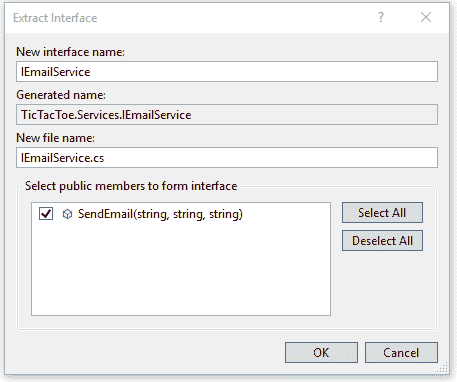 Extract Interface
New interface name:
IEmailService
Generated name:
TicTacToe.Services.IEmailService
New file name:
IEmailService.cs
Select public members to form interface
SendEmail(string, string, string)
Select All
Deselect All
OK
Cancel